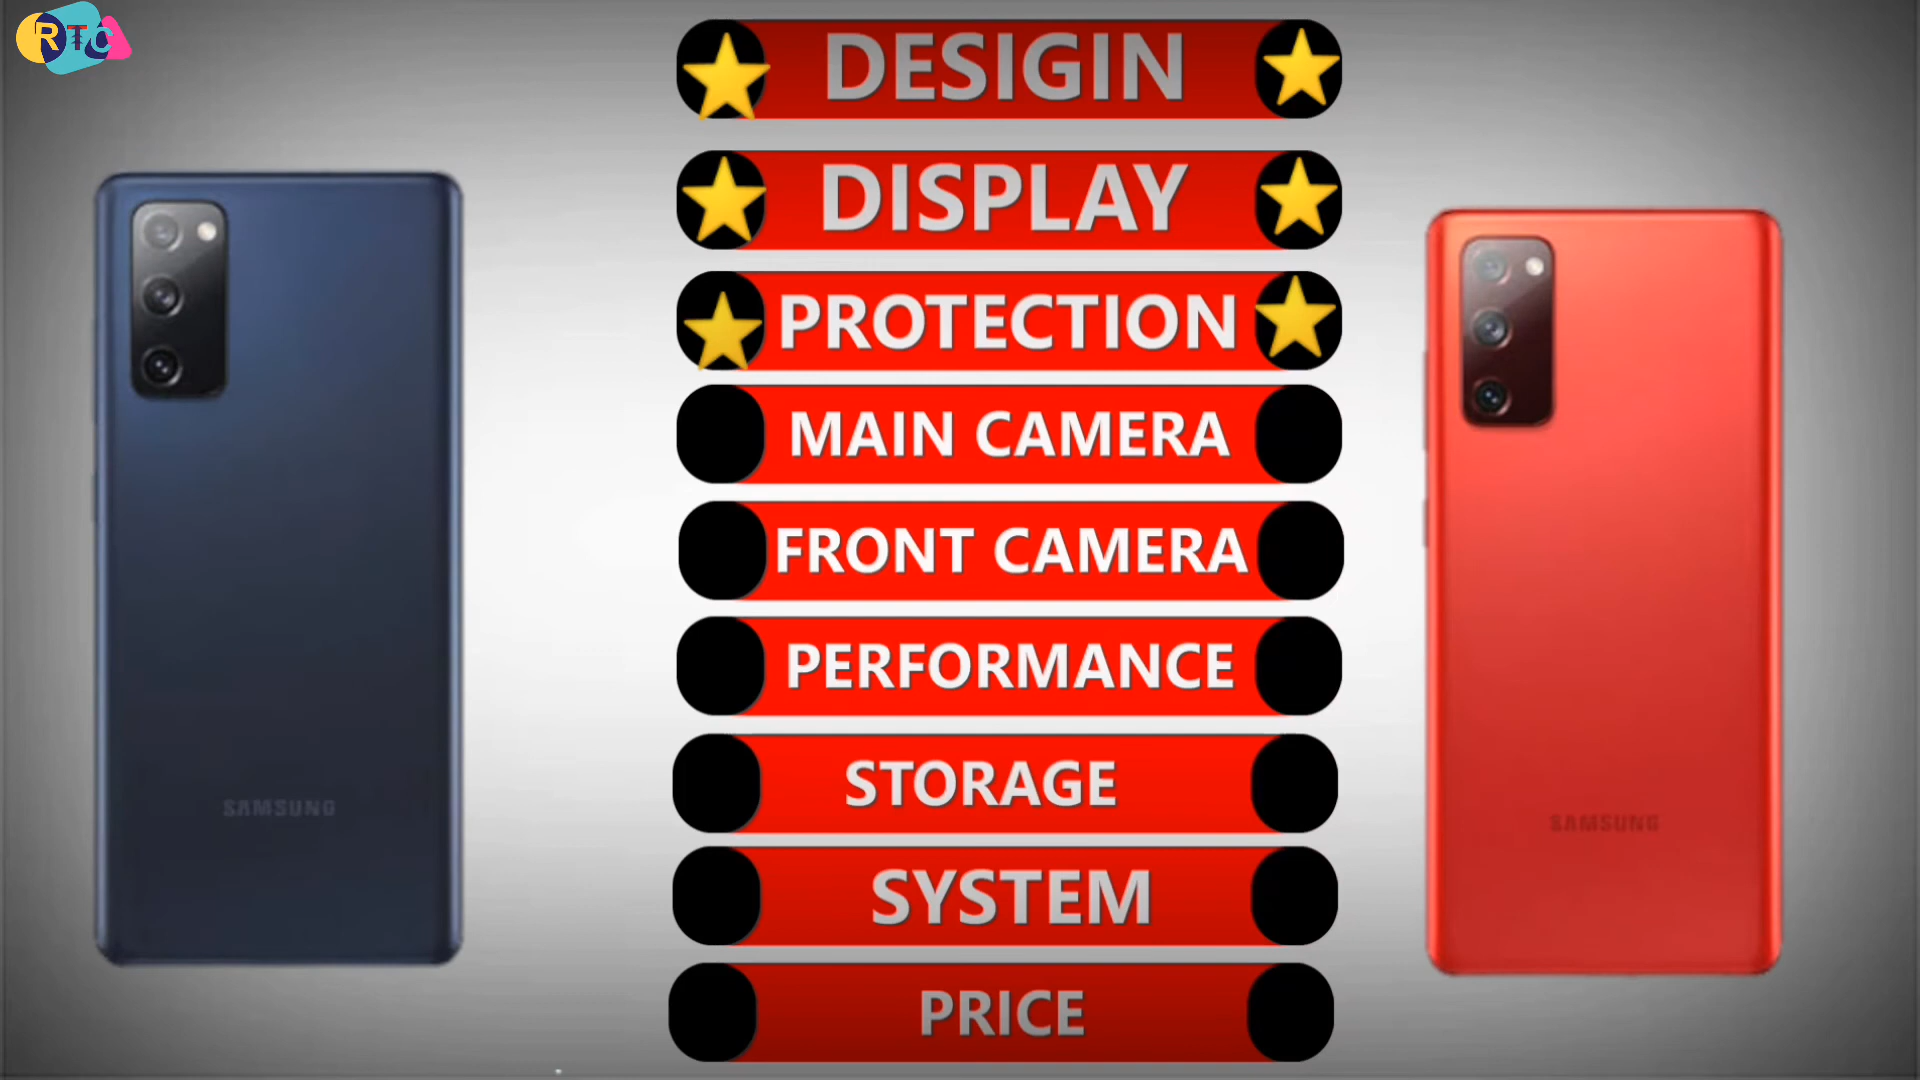 RTC
DESIGIN
DISPLAY
PROTECTION
MAIN CAMERA
FRONT CAMERA
PERFORMANCE
STORAGE
SYSTEM
PRICE
SAMSUNG
SAMSUNG